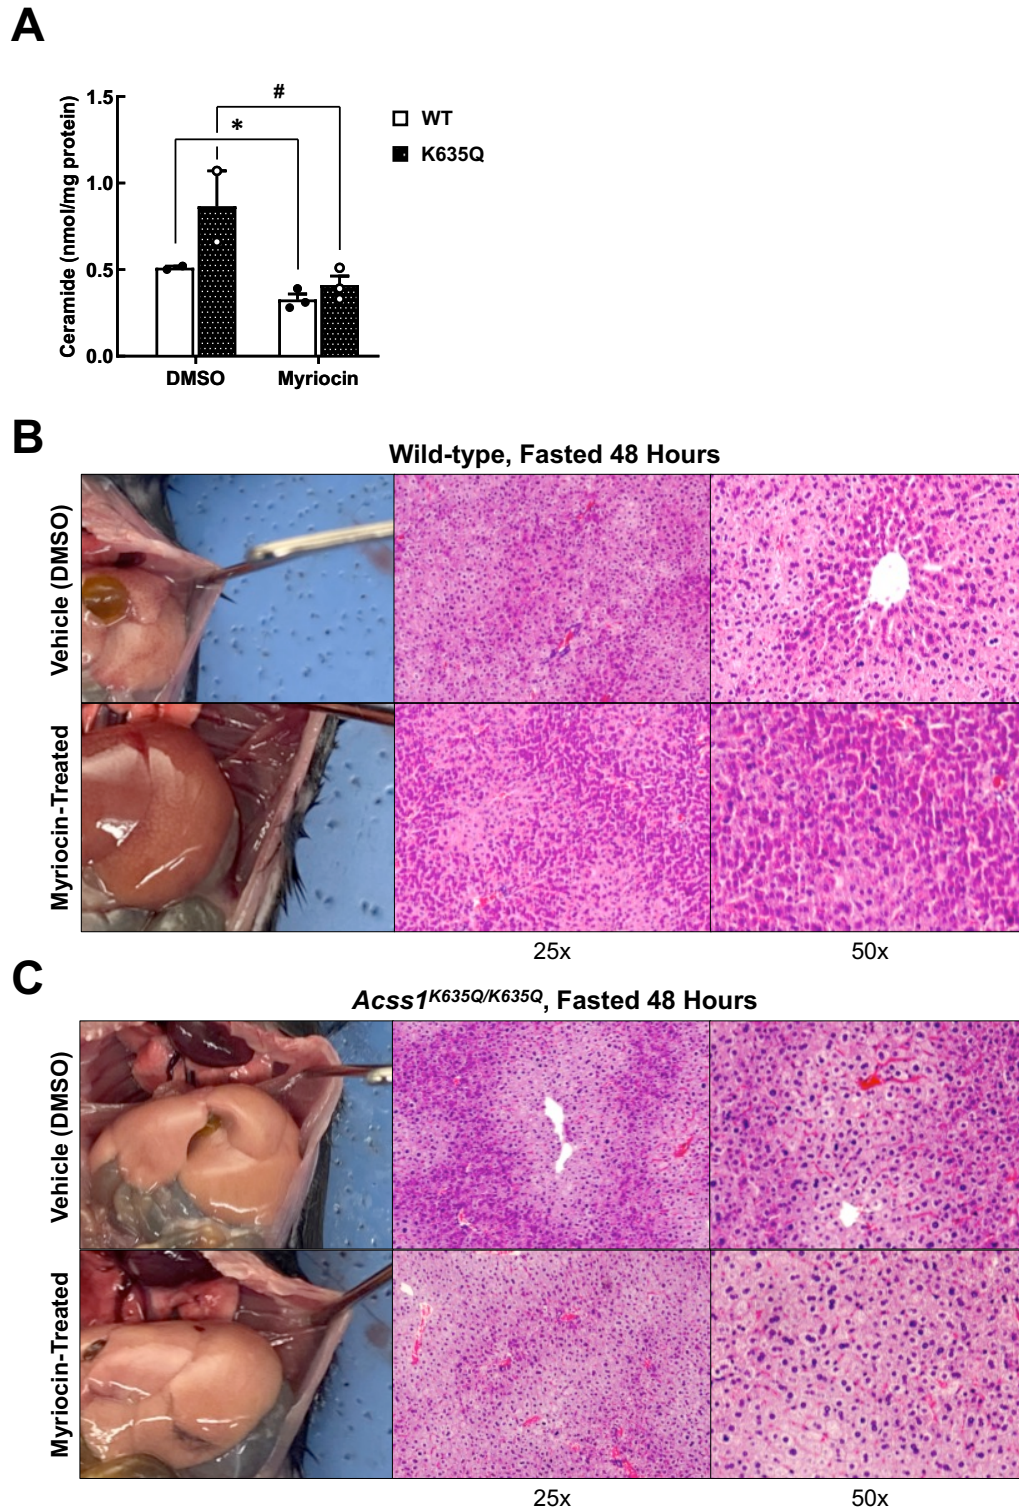 A
Ceramide (nmol/mg protein)
1.5
1.0
0.5
0.0
*
#
WT
K635Q
DMSO
Myriocin
B
Wild-type, Fasted 48 Hours
Vehicle (DMSO)
Myriocin-Treated
25x
50x
C
Acss1K635Q/K635Q, Fasted 48 Hours
Vehicle (DMSO)
Myriocin-Treated
25x
50x